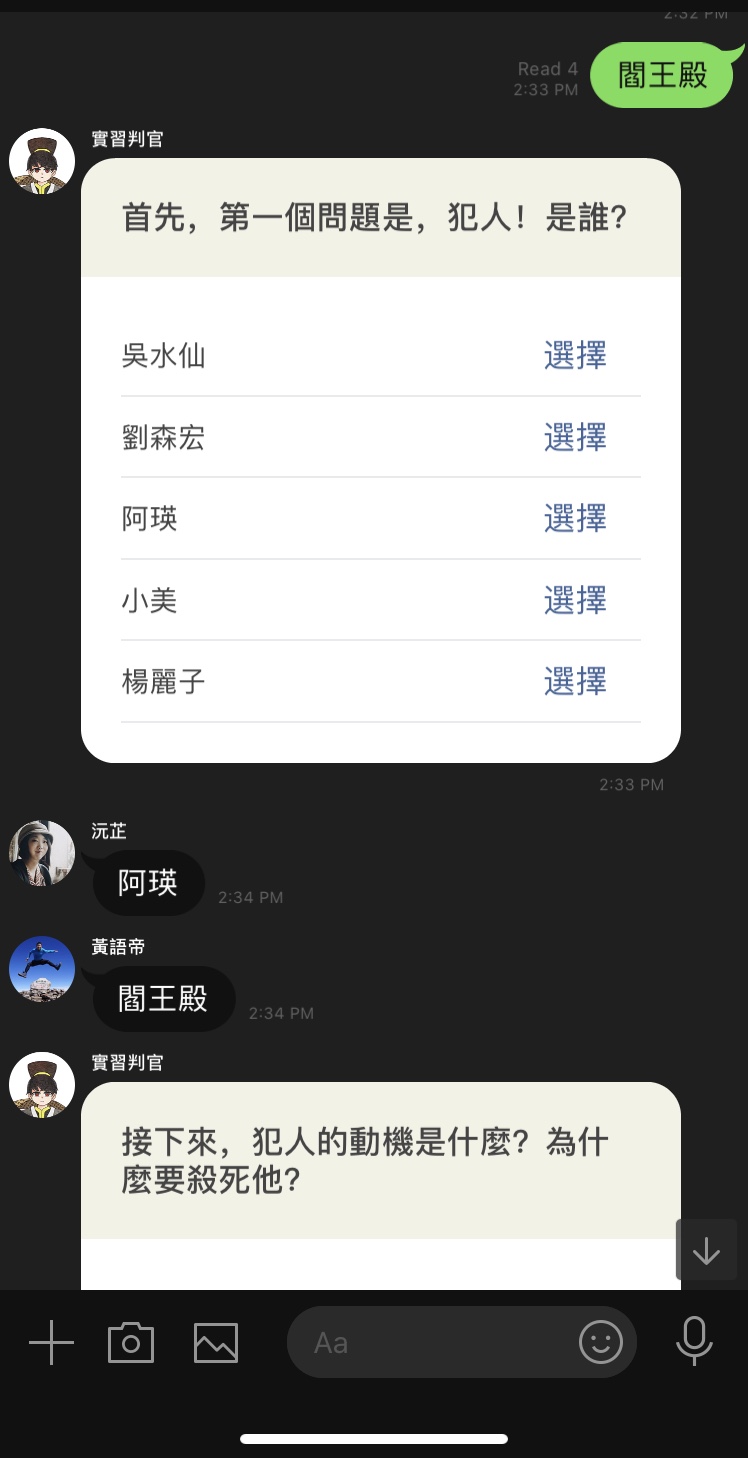 2:32 PM
Read 4
2:33 PM
閻王殿
實習判官
首先，第一個問題是，犯人！是誰?
吳水仙 選擇
劉森宏 選擇
阿瑛 選擇
小美 選擇
楊麗子 選擇
2:33 PM
沅芷
阿瑛
2:34 PM
黃語帝
閻王殿
2:34 PM
實習判官
接下來，犯人的動機是什麼？為什
麼要殺死他?
Aa